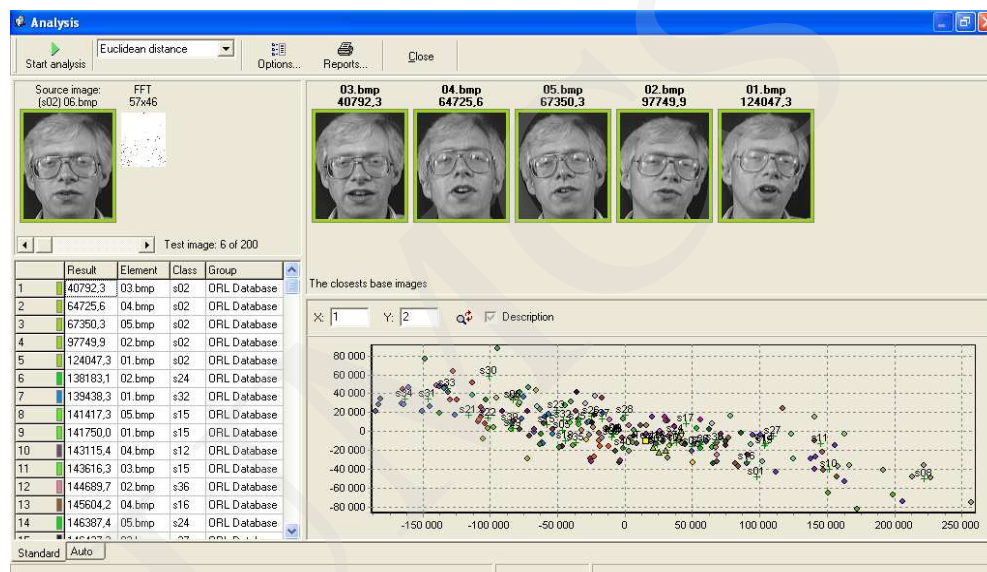 Analysis
Start analysis
Euclidean distance
Options...
Reports...
Close
Source image:
(s02) 06.bmp
FFT
57x46
Test image: 6 of 200
03.bmp
40792,3
04.bmp
64725,6
05.bmp
67350,3
02.bmp
97749,9
01.bmp
124047,3
The closests base images
Result Element Class Group
1 40792,3 03.bmp s02 ORL Database
2 64725,6 04.bmp s02 ORL Database
3 67350,3 05.bmp s02 ORL Database
4 97749,9 02.bmp s02 ORL Database
5 124047,3 01.bmp s02 ORL Database
6 138183,1 02.bmp s24 ORL Database
7 139438,3 01.bmp s32 ORL Database
8 141417,3 05.bmp s15 ORL Database
9 141750,0 01.bmp s15 ORL Database
10 143115,4 04.bmp s12 ORL Database
11 143616,3 03.bmp s15 ORL Database
12 144689,7 02.bmp s36 ORL Database
13 145604,2 04.bmp s16 ORL Database
14 146387,4 05.bmp s24 ORL Database
X: 1 Y: 2 Description
80 000
60 000
40 000
20 000
0
-20 000
-40 000
-60 000
-80 000
s30
s33
s34 s31
s21
s23
s28
s17
s27
s11
s10
s08
s01
-150 000 -100 000 -50 000 0 50 000 100 000 150 000 200 000 250 000
Standard Auto